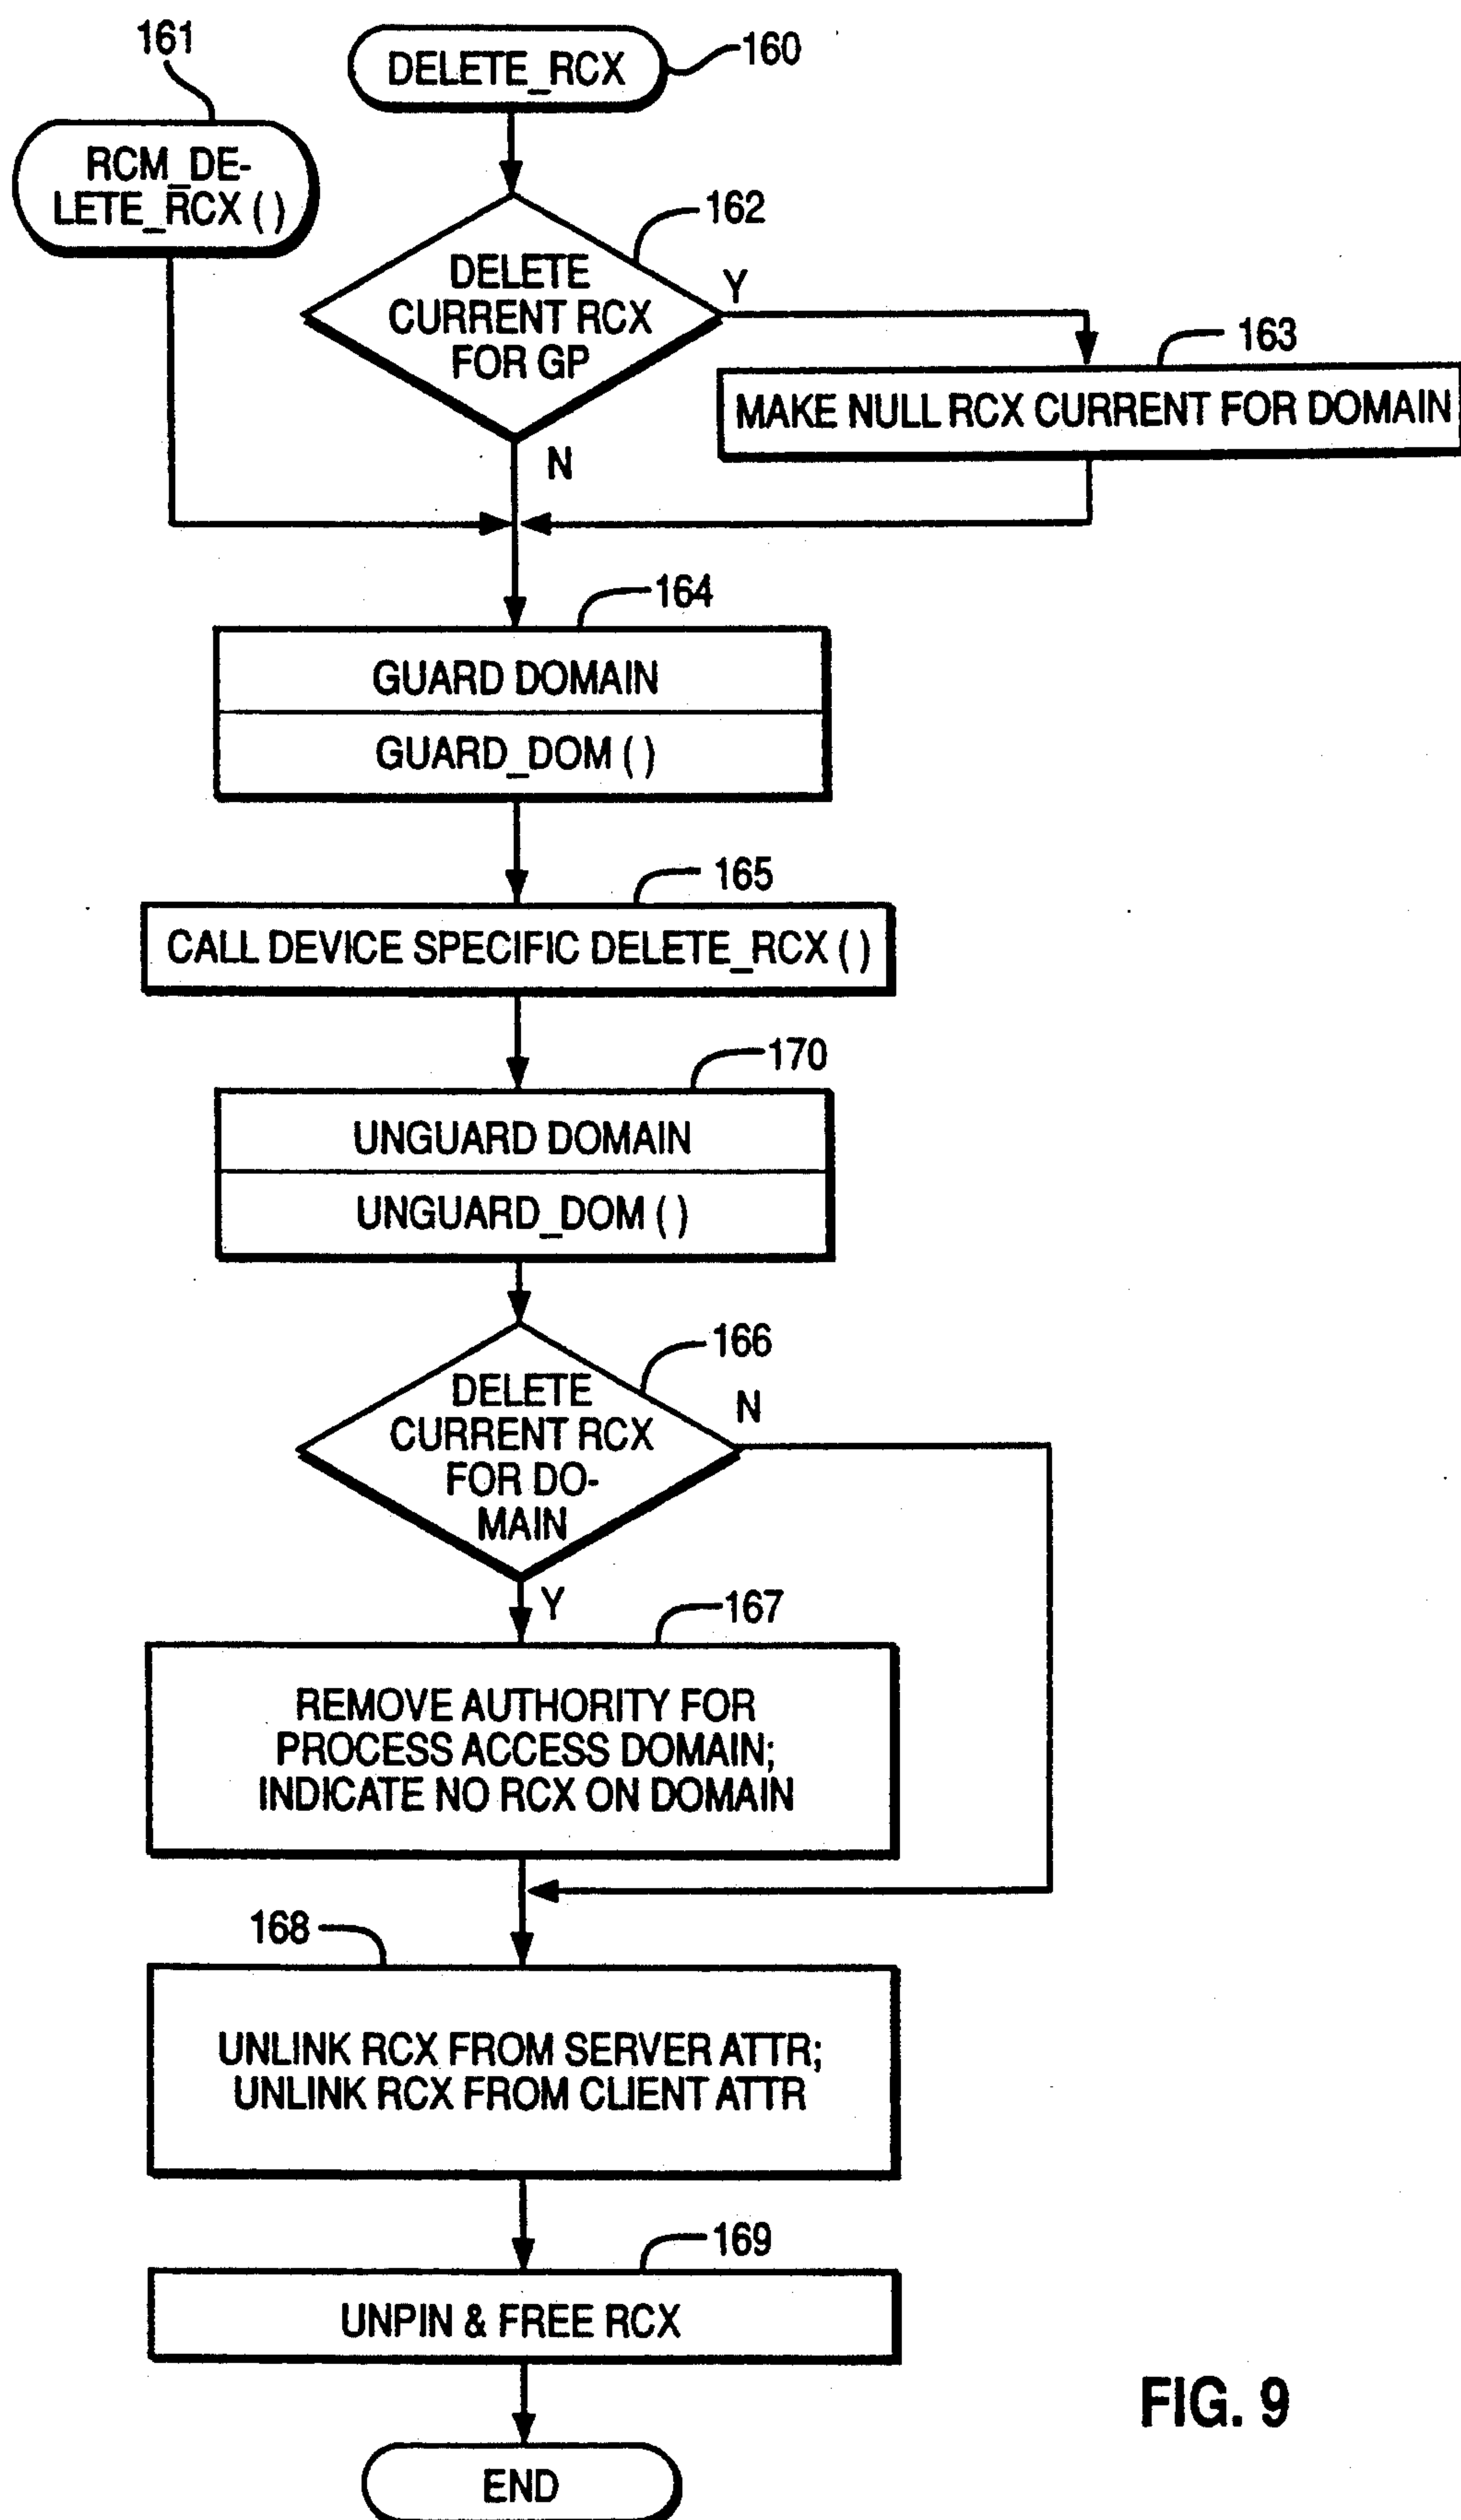 161
DELETE_RCX
160
RCM_DE-
LETE_RCX ( )
162
DELETE
CURRENT RCX
FOR GP
Y
163
MAKE NULL RCX CURRENT FOR DOMAIN
N
164
GUARD DOMAIN
GUARD_DOM ( )
165
CALL DEVICE SPECIFIC DELETE_RCX ( )
170
UNGUARD DOMAIN
UNGUARD_DOM ( )
166
DELETE
CURRENT RCX
FOR DO-
MAIN
N
Y
167
REMOVE AUTHORITY FOR
PROCESS ACCESS DOMAIN;
INDICATE NO RCX ON DOMAIN
168
UNLINK RCX FROM SERVER ATTR;
UNLINK RCX FROM CLIENT ATTR
169
UNPIN & FREE RCX
END
FIG. 9